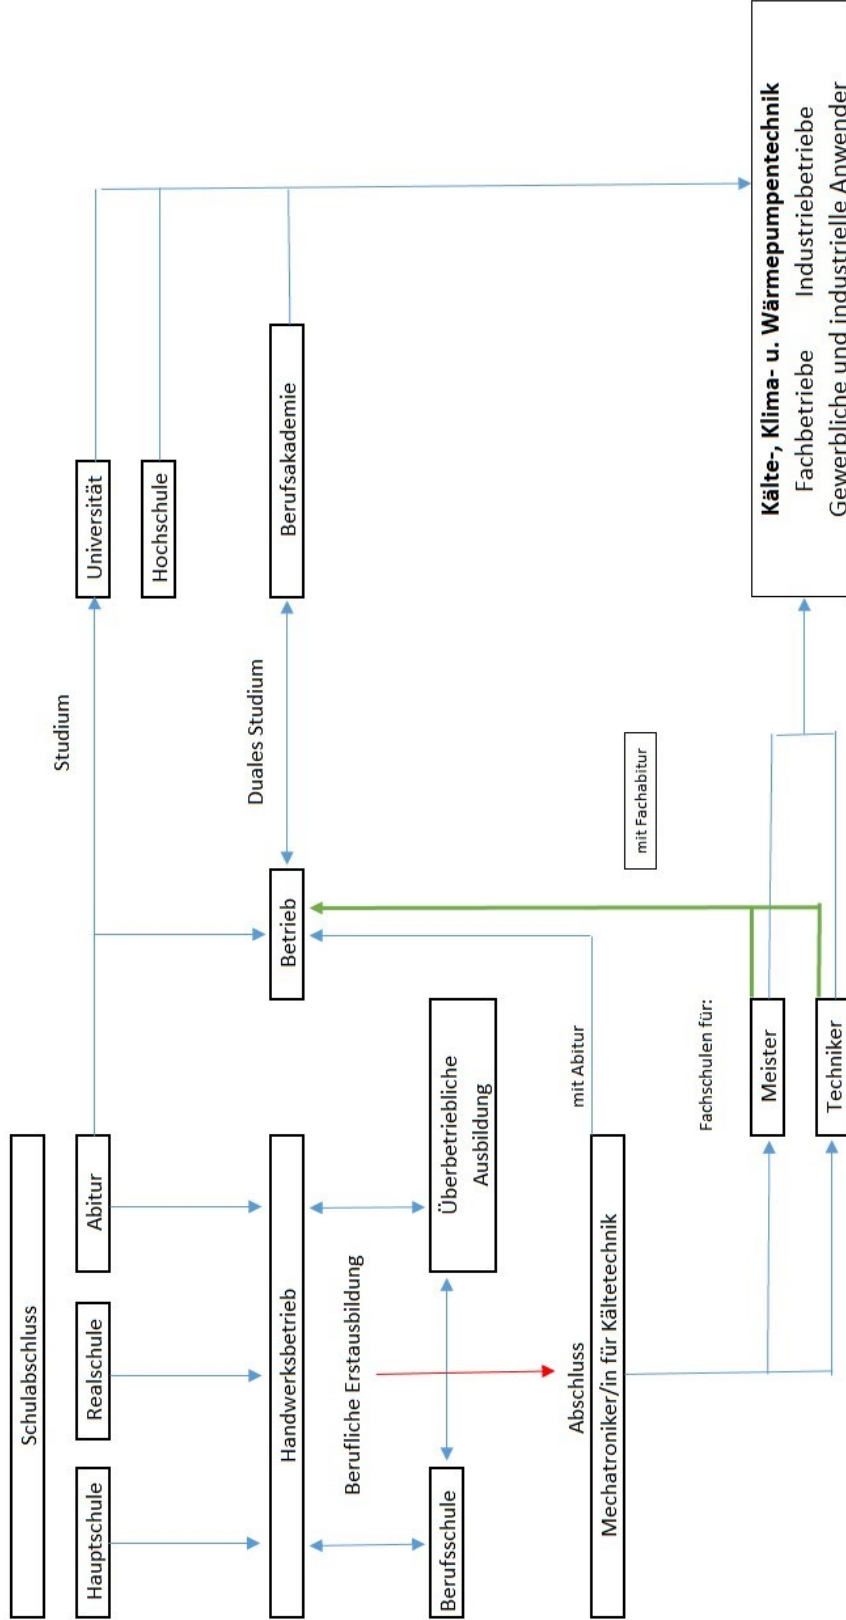 Schulabschluss
Hauptschule
Realschule
Abitur
Studium
Universität
Hochschule
Handwerksbetrieb
Betrieb
Duales Studium
Berufsakademie
Berufliche Erstausbildung
Berufsschule
Überbetriebliche
Ausbildung
Abschluss
mit Abitur
Mechatroniker/in für Kältetechnik
mit Fachabitur
Fachschulen für:
Meister
Techniker
Kälte-, Klima- u. Wärmepumpentechnik
Fachbetriebe Industriebetriebe
Gewerbliche und industrielle Anwender